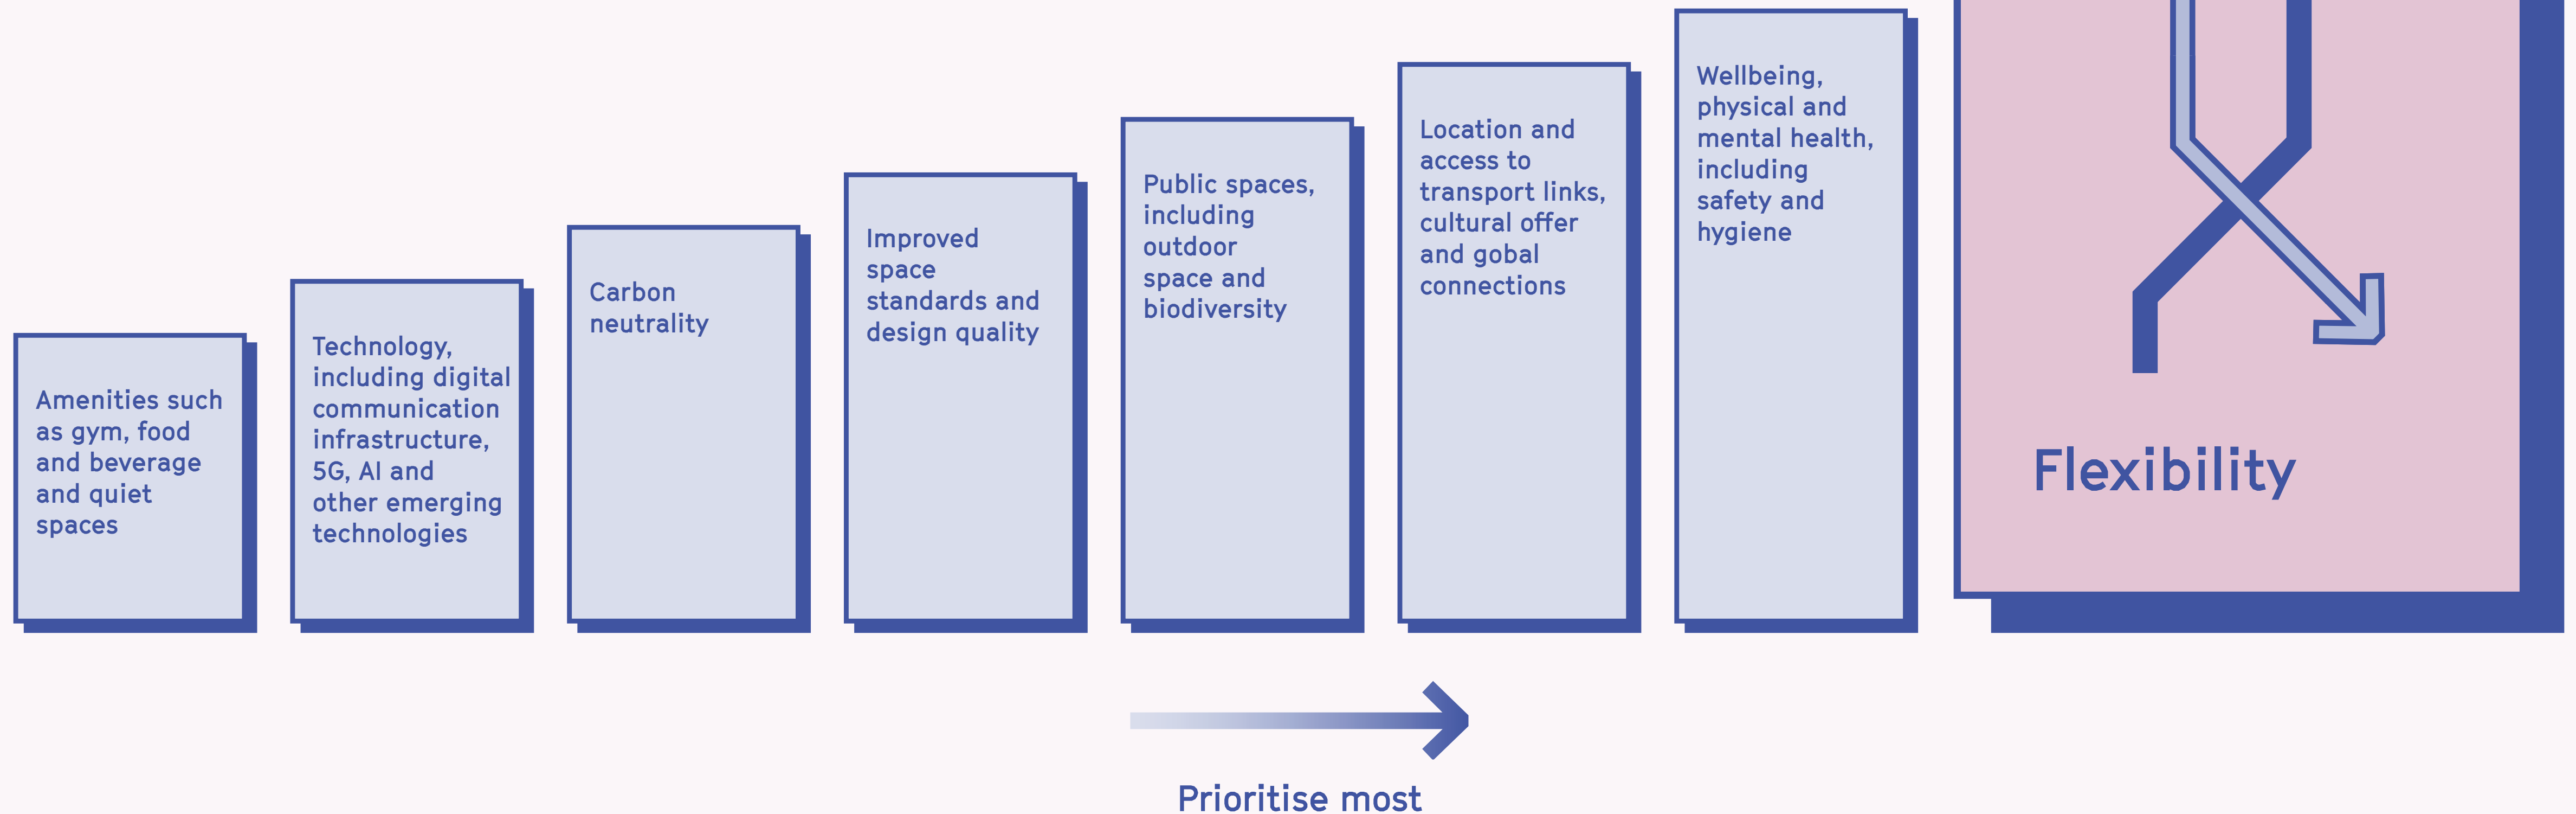 Amenities such
as gym, food
and beverage
and quiet
spaces
Technology,
including digital
communication
infrastructure,
5G, AI and
other emerging
technologies
Carbon
neutrality
Improved
space
standards and
design quality
Public spaces,
including
outdoor
space and
biodiversity
Location and
access to
transport links,
cultural offer
and gobal
connections
Wellbeing,
physical and
mental health,
including
safety and
hygiene
Flexibility
Prioritise most